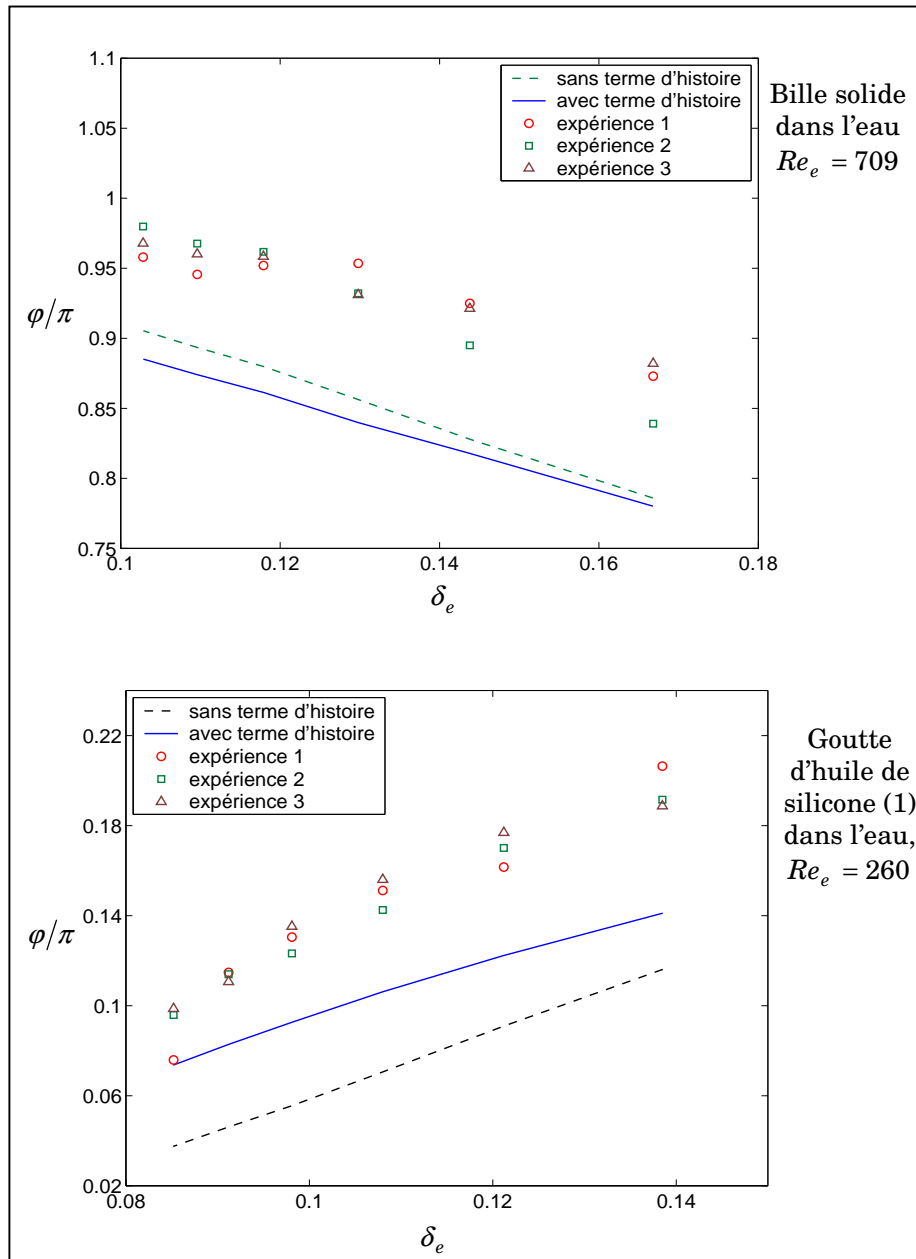 1.1
1.05
1
0.95
0.9
0.85
0.8
0.75
φ/π
0.1
0.12
0.14
0.16
0.18
δe
sans terme d'histoire
avec terme d'histoire
expérience 1
expérience 2
expérience 3
Bille solide
dans l'eau
Re_e = 709
0.22
0.18
0.14
0.1
0.06
0.02
φ/π
0.08
0.1
0.12
0.14
δe
sans terme d'histoire
avec terme d'histoire
expérience 1
expérience 2
expérience 3
Goutte
d'huile de
silicone (1)
dans l'eau,
Re_e = 260